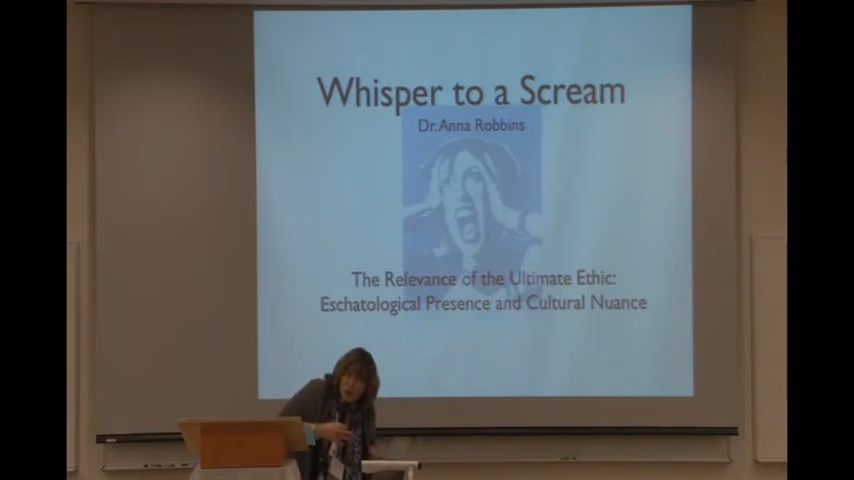 Whisper to a Scream
Dr. Anna Robbins
The Relevance of the Ultimate Ethic:
Eschatological Presence and Cultural Nuance